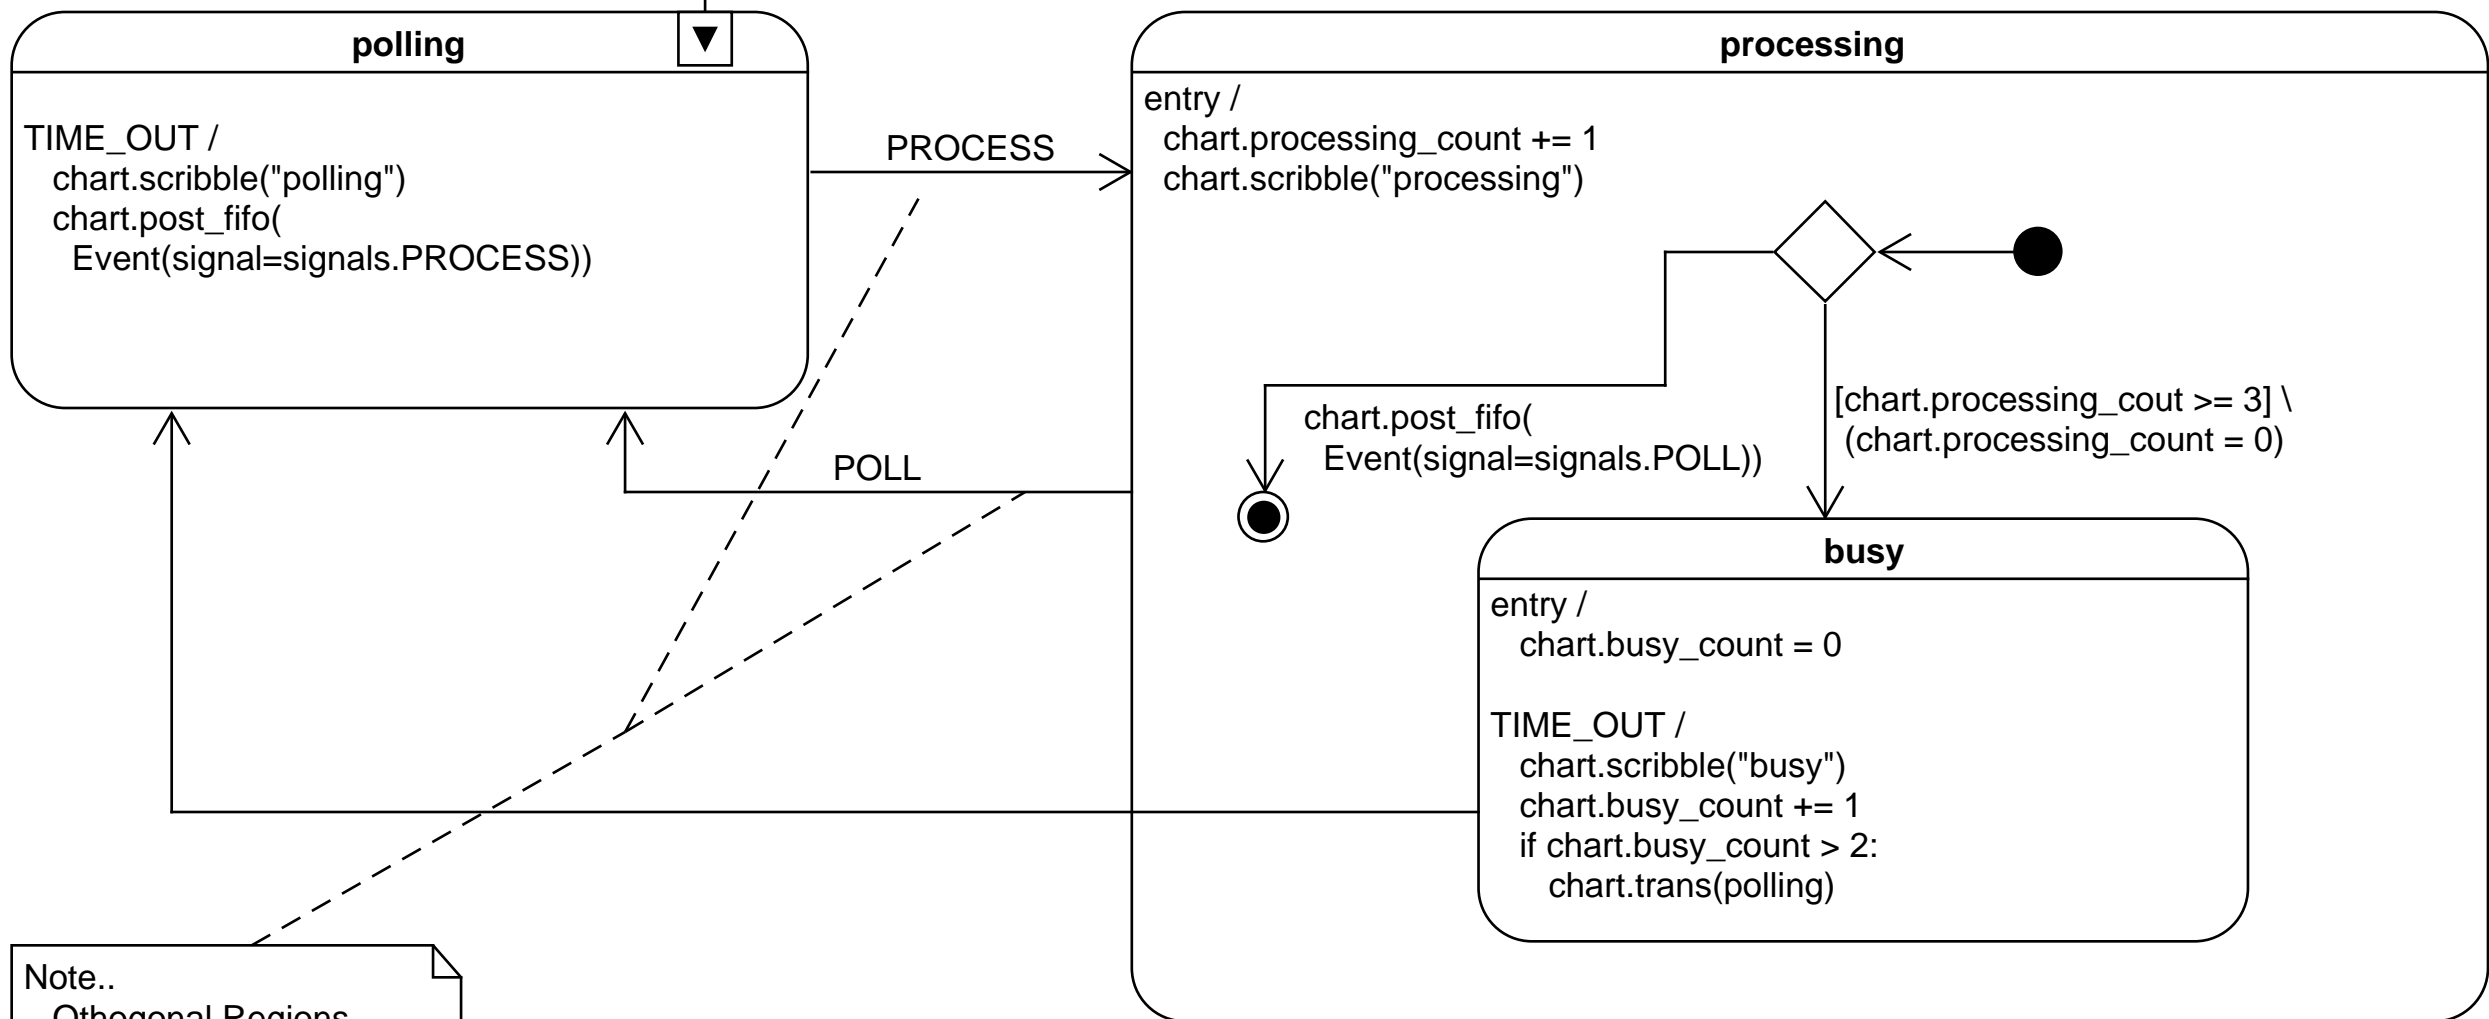 polling
TIME_OUT /
chart.scribble("polling")
chart.post_fifo(
Event(signal=signals.PROCESS))
PROCESS
processing
entry /
chart.processing_count += 1
chart.scribble("processing")
chart.post_fifo(
Event(signal=signals.POLL))
[chart.processing_cout >= 3] \
(chart.processing_count = 0)
POLL
busy
entry /
chart.busy_count = 0
TIME_OUT /
chart.scribble("busy")
chart.busy_count += 1
if chart.busy_count > 2:
chart.trans(polling)
Note..
Othogonal Regions